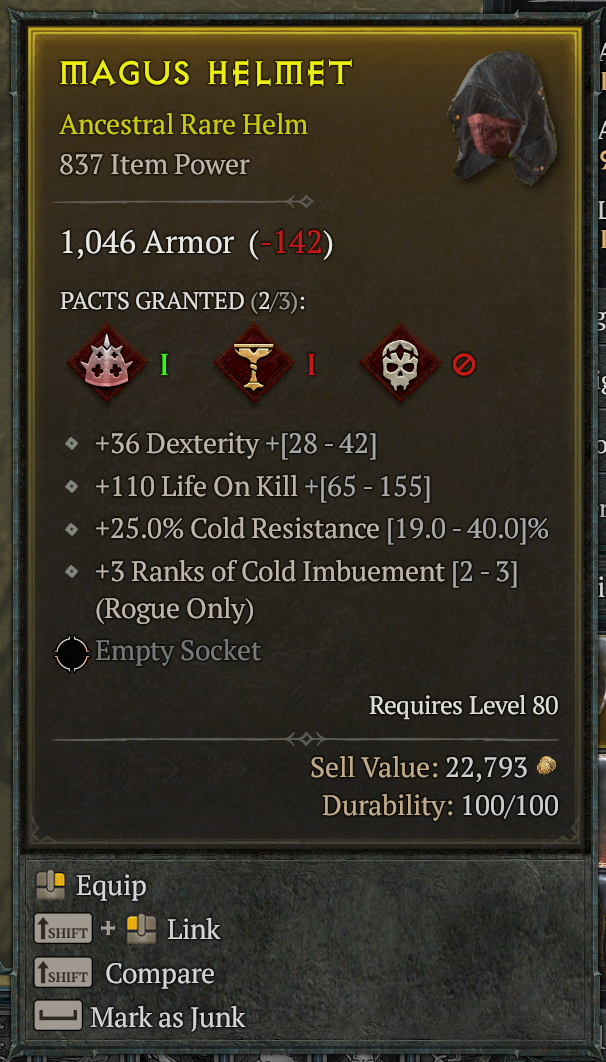 MAGUS HELMET
Ancestral Rare Helm
837 Item Power
1,046 Armor (-142)
PACTS GRANTED (2/3):
I I
+36 Dexterity +[28 - 42]
+110 Life On Kill +[65 - 155]
+25.0% Cold Resistance [19.0 - 40.0]%
+3 Ranks of Cold Imbuement [2 - 3]
(Rogue Only)
Empty Socket
Requires Level 80
Sell Value: 22,793
Durability: 100/100
Equip
SHIFT + Link
SHIFT Compare
Mark as Junk